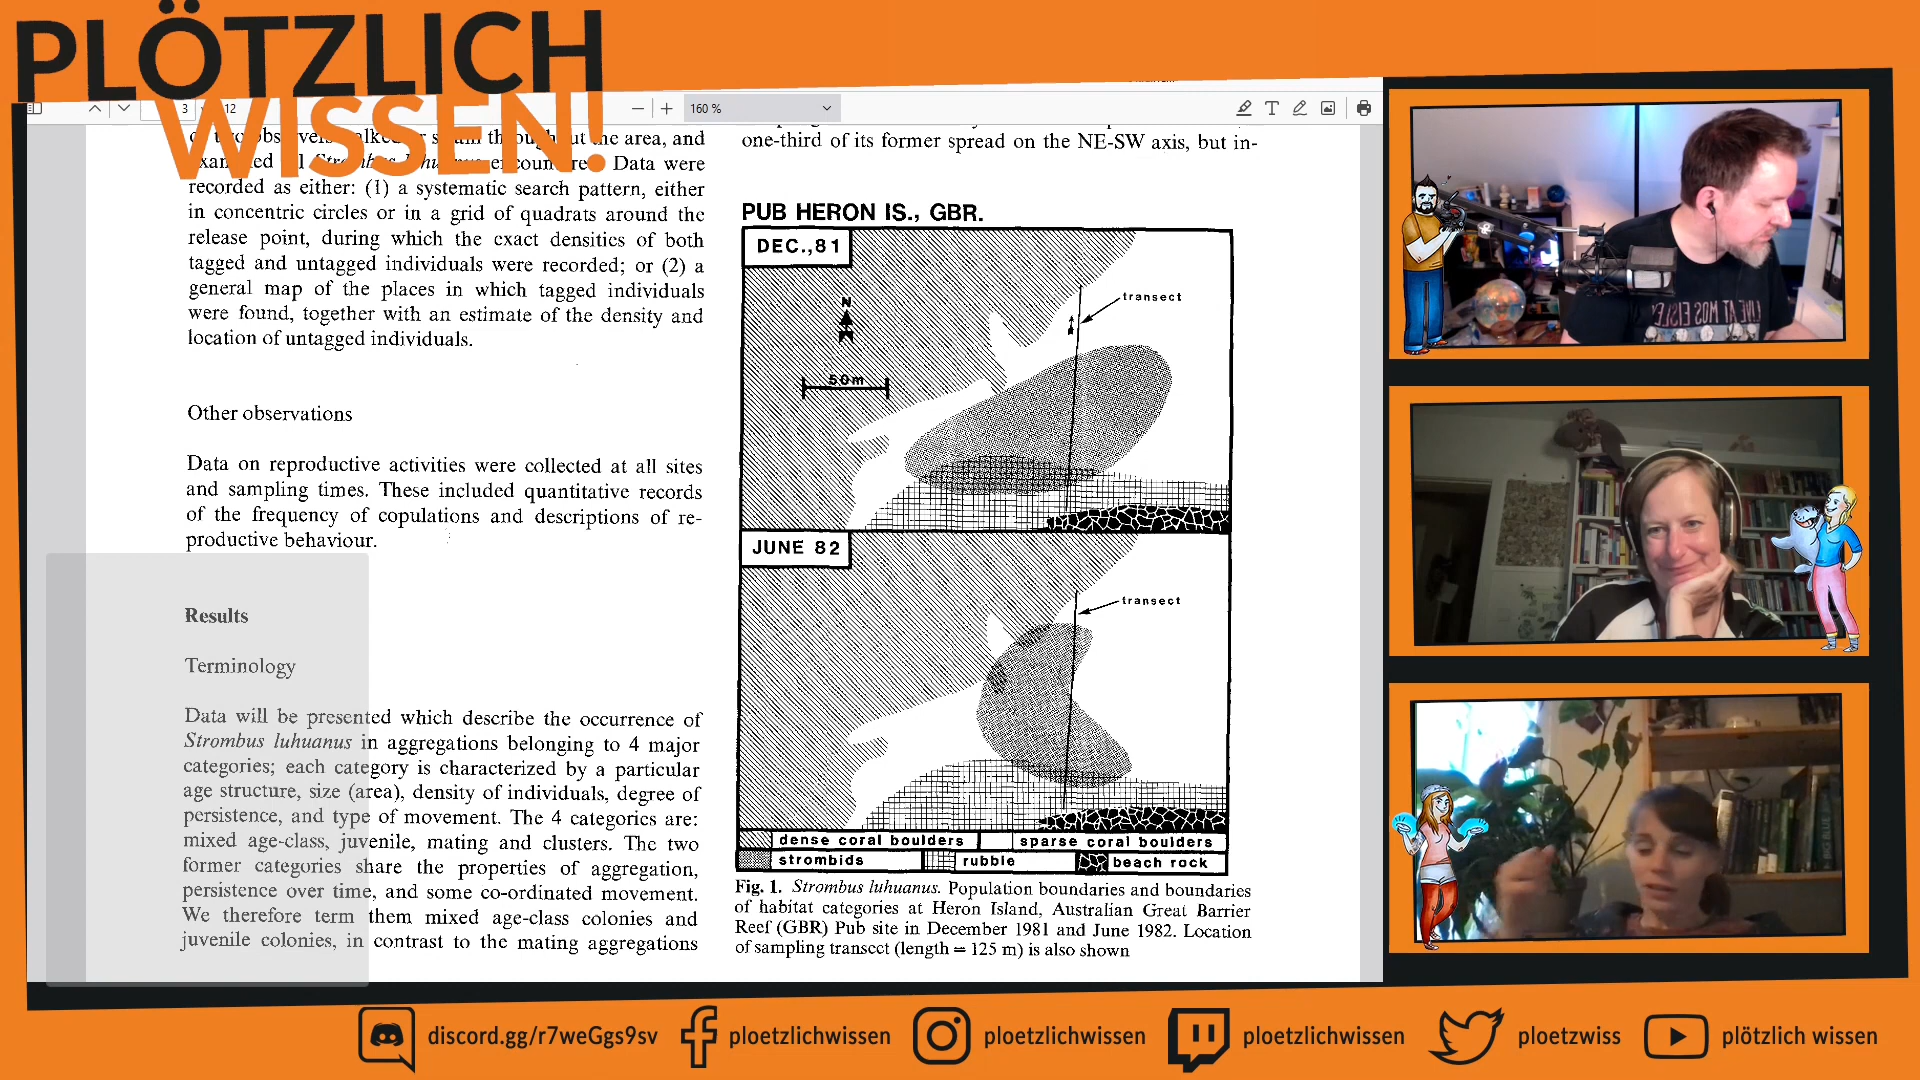 PLÖTZLICH
WISSEN!
3
12
160 %
the area, and
Data were
recorded as either: (1) a systematic search pattern, either
in concentric circles or in a grid of quadrats around the
release point, during which the exact densities of both
tagged and untagged individuals were recorded; or (2) a
general map of the places in which tagged individuals
were found, together with an estimate of the density and
location of untagged individuals.
Other observations
Data on reproductive activities were collected at all sites
and sampling times. These included quantitative records
of the frequency of copulations and descriptions of re-
productive behaviour.
Results
Terminology
Data will be presented which describe the occurrence of
Strombus luhuanus in aggregations belonging to 4 major
categories; each category is characterized by a particular
age structure, size (area), density of individuals, degree of
persistence, and type of movement. The 4 categories are:
mixed age-class, juvenile, mating and clusters. The two
former categories share the properties of aggregation,
persistence over time, and some co-ordinated movement.
We therefore term them mixed age-class colonies and
juvenile colonies, in contrast to the mating aggregations
one-third of its former spread on the NE-SW axis, but in-
PUB HERON IS., GBR.
DEC.,81
N
50m
transect
JUNE 82
transect
dense coral boulders
sparse coral boulders
strombids
rubble
beach rock
Fig. 1. Strombus luhuanus. Population boundaries and boundaries
of habitat categories at Heron Island, Australian Great Barrier
Reef (GBR) Pub site in December 1981 and June 1982. Location
of sampling transect (length = 125 m) is also shown
LIVE AT MOS EISLEY
discord.gg/r7weGgs9sv
ploetzlichwissen
ploetzlichwissen
ploetzlichwissen
ploetzwiss
plötzlich wissen